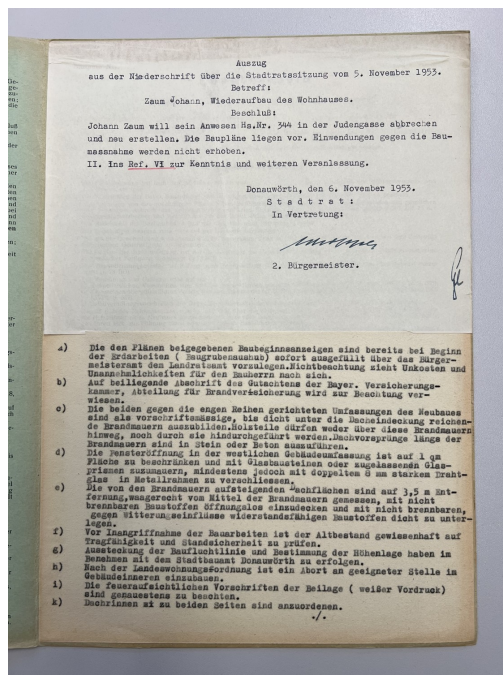 Auszug
aus der Niederschrift über die Stadtratssitzung vom 5. November 1953.
Betreff:
Zaum Johann, Wiederaufbau des Wohnhauses.
Beschluß:
Johann Zaum will sein Anwesen Hs.Nr. 344 in der Judengasse abbrechen
und neu erstellen. Die Baupläne liegen vor. Einwendungen gegen die Bau-
massnahme werden nicht erhoben.
II. Ins Ref. VI zur Kenntnis und weiteren Veranlassung.
Donauwörth, den 6. November 1953.
S t a d t r a t :
In Vertretung:
2. Bürgermeister.
a) Die den Plänen beigegebenen Baubeginnsanzeigen sind bereits bei Beginn
der Erdarbeiten ( Baugrubenaushub) sofort ausgefüllt über das Bürger-
meisteramt dem Landratsamt vorzulegen.Nichtbeachtung zieht Unkosten und
Unannehmlichkeiten für den Bauherrn nach sich.
b) Auf beiliegende Abschrift des Gutachtens der Bayer. Versicherungs-
kammer, Abteilung für Brandversicherung wird zur Beachtung ver-
wiesen.
c) Die beiden gegen die engen Reihen gerichteten Umfassungen des Neubaues
sind als vorschriftsmässige, bis dicht unter die Dacheindeckung reichen-
de Brandmauern auszubilden.Holzteile dürfen weder über diese Brandmauern
hinweg, noch durch sie hindurchgeführt werden.Dachvorsprünge längs der
Brandmauern sind in Stein oder Beton auszuführen.
d) Die Fensteröffnung in der westlichen Gebäudeumfassung ist auf 1 qm
Fläche zu beschränken und mit Glasbausteinen oder zugelassenen Glas-
prismen zuzumauern, mindestens jedoch mit doppeltem 8 mm starkem Draht-
glas in Metallrahmen zu verschliessen.
e) Die von den Brandmauern aufsteigenden Dachflächen sind auf 3,5 m Ent-
fernung,waagrecht vom Mittel der Brandmauern gemessen, mit nicht
brennbaren Baustoffen öffnungslos einzudecken und mit nicht brennbaren,
gegen Witterungseinflüsse widerstandsfähigen Baustoffen dicht zu unter-
legen.
f) Vor Inangriffnahme der Bauarbeiten ist der Altbestand gewissenhaft auf
Tragfähigkeit und Standsicherheit zu prüfen.
g) Aussteckung der Baufluchtlinie und Bestimmung der Höhenlage haben im
Benehmen mit dem Stadtbauamt Donauwörth zu erfolgen.
h) Nach der Landeswohnungsordnung ist ein Abort an geeigneter Stelle im
Gebäudeinnern einzubauen.
i) Die feueraufsichtlichen Vorschriften der Beilage ( weißer Vordruck)
sind genauestens zu beachten.
k) Dachrinnen zu beiden Seiten sind anzuordnen.
./.